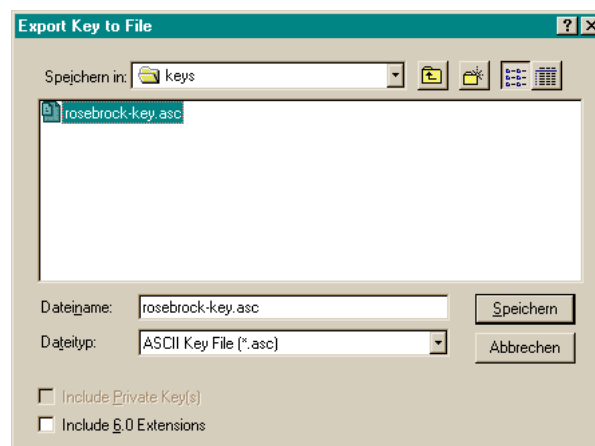 Export Key to File
Speichern in: keys
rosebrock-key.asc
Dateiname: rosebrock-key.asc Speichern
Dateityp: ASCII Key File (*.asc) Abbrechen
Include Private Key(s)
Include 6.0 Extensions